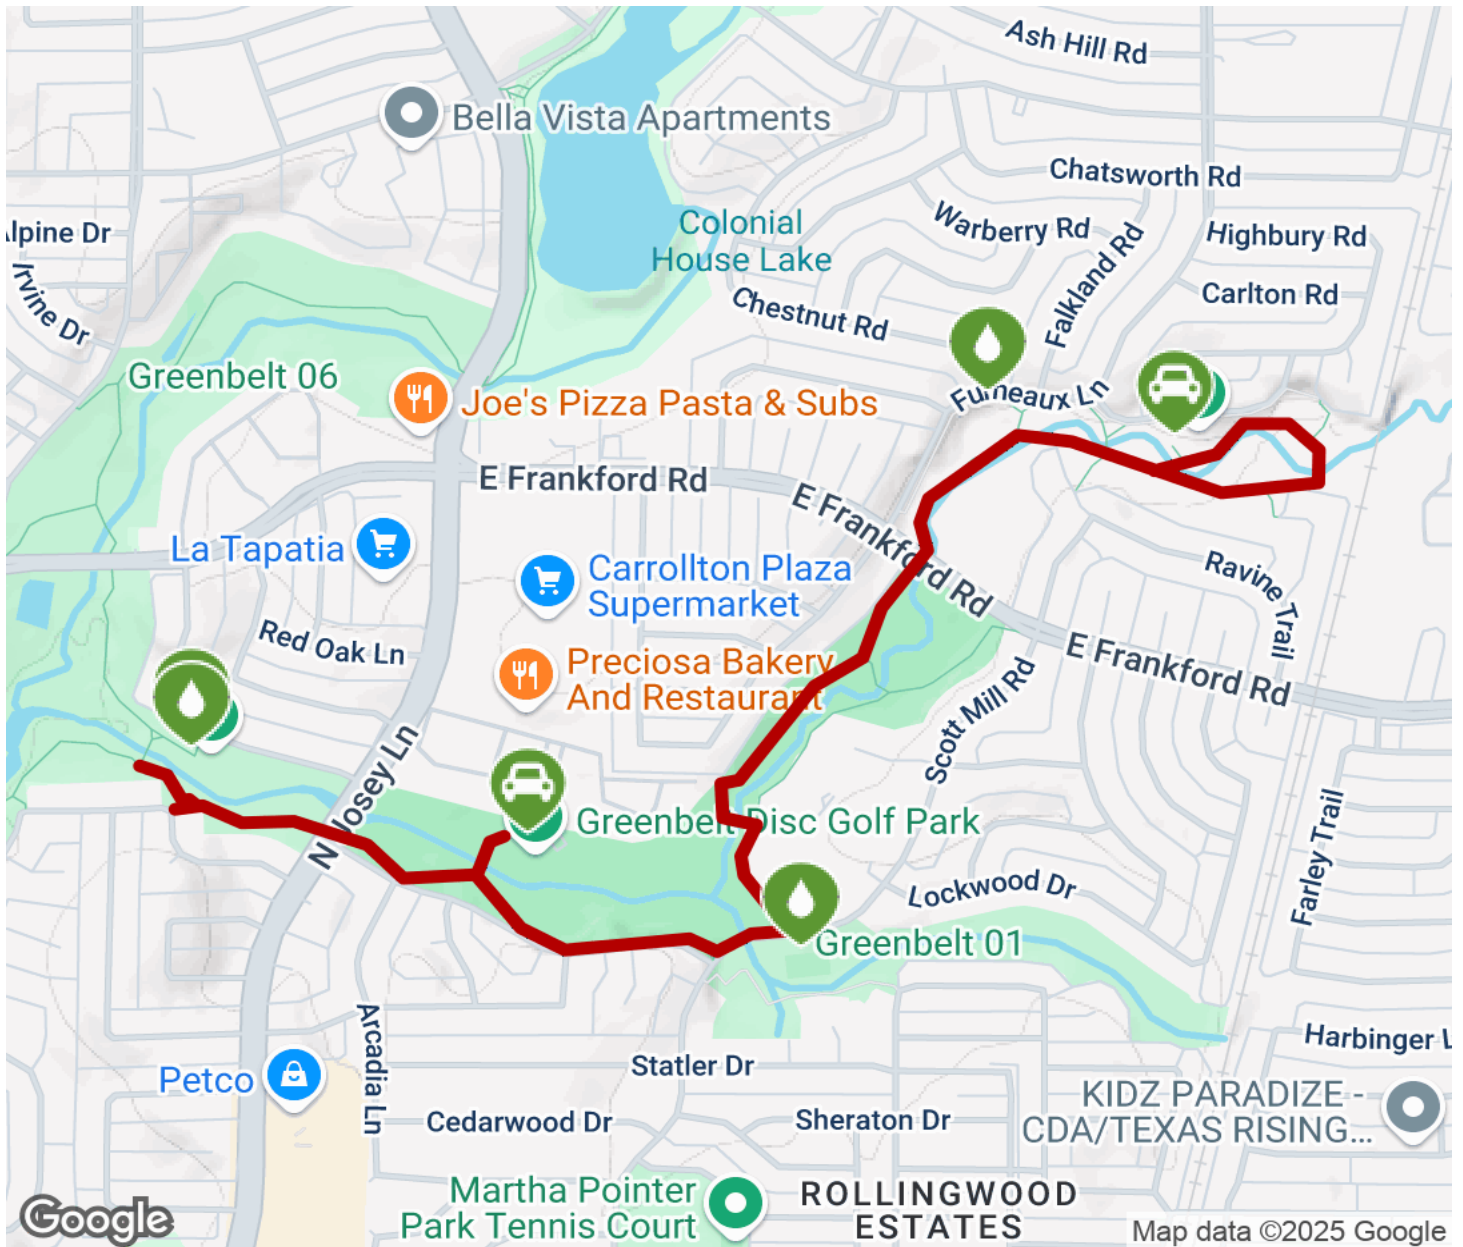 Ash Hill Rd
Bella Vista Apartments
Chatsworth Rd
Alpine Dr
Colonial
House Lake
Warberry Rd
Highbury Rd
Irvine Dr
Falkland Rd
Carlton Rd
Chestnut Rd
Greenbelt 06
Joe's Pizza Pasta & Subs
Furneaux Ln
E Frankford Rd
E Frankford Rd
La Tapatia
Carrollton Plaza
Supermarket
Ravine Trail
Red Oak Ln
Preciosa Bakery
And Restaurant
E Frankford Rd
Scott Mill Rd
N Josey Ln
Greenbelt Disc Golf Park
Farley Trail
Lockwood Dr
Greenbelt 01
Arcadia Ln
Harbinger L
Statler Dr
Petco
KIDZ PARADIZE -
CDA/TEXAS RISING...
Cedarwood Dr
Sheraton Dr
Martha Pointer
Park Tennis Court
ROLLINGWOOD
ESTATES
Google
Map data ©2025 Google